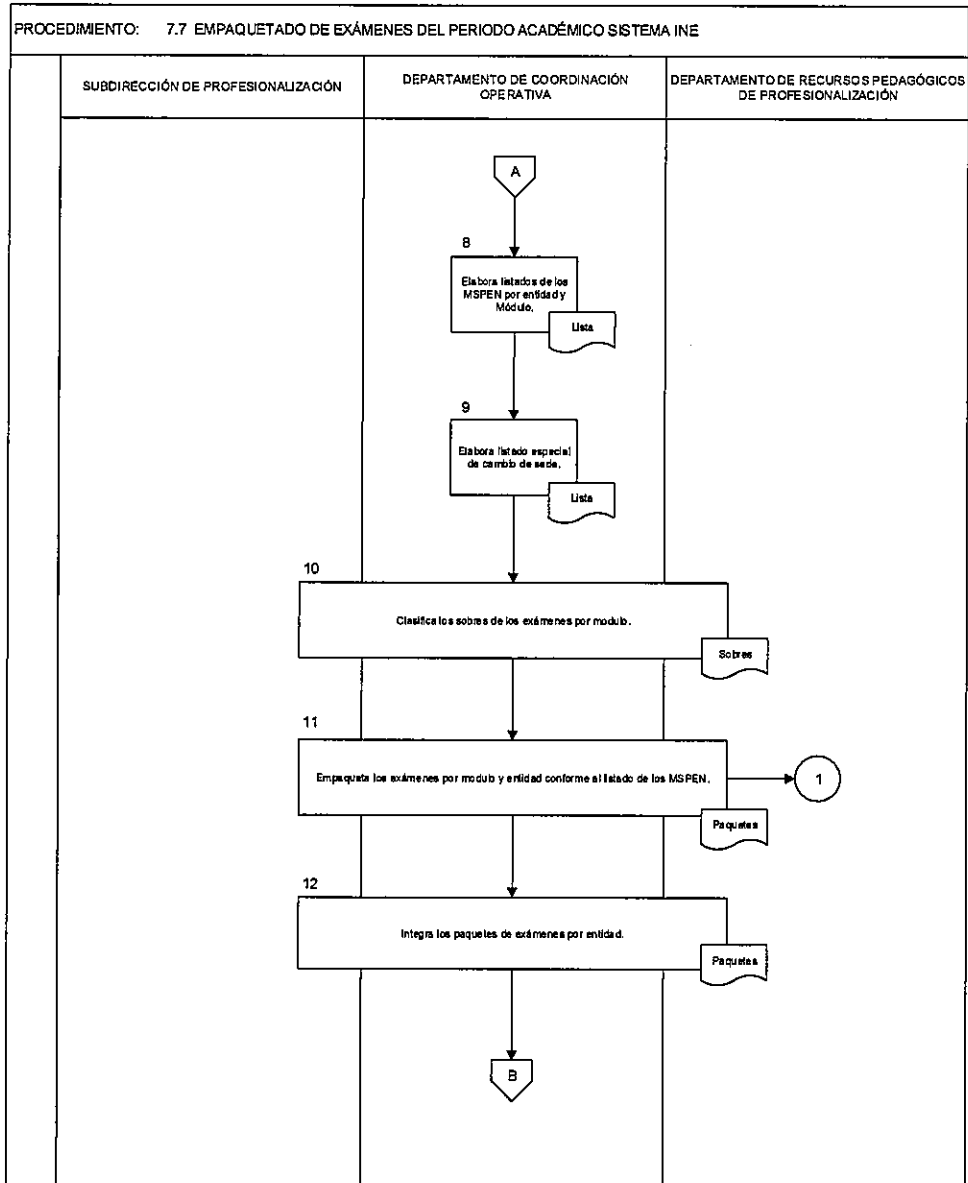 PROCEDIMIENTO: 7.7 EMPAQUETADO DE EXÁMENES DEL PERIODO ACADÉMICO SISTEMA INE
SUBDIRECCIÓN DE PROFESIONALIZACIÓN
DEPARTAMENTO DE COORDINACIÓN
OPERATIVA
DEPARTAMENTO DE RECURSOS PEDAGÓGICOS
DE PROFESIONALIZACIÓN
A
8
Elabora listados de los
MSPEN por entidad y
Módulo.
Lista
9
Elabora listado especial
de cambio de sede.
Lista
10
Clasifica los sobres de los exámenes por modulo.
Sobres
11
Empaqueta los exámenes por modulo y entidad conforme al listado de los MSPEN.
1
Paquetes
12
Integra los paquetes de exámenes por entidad.
Paquetes
B